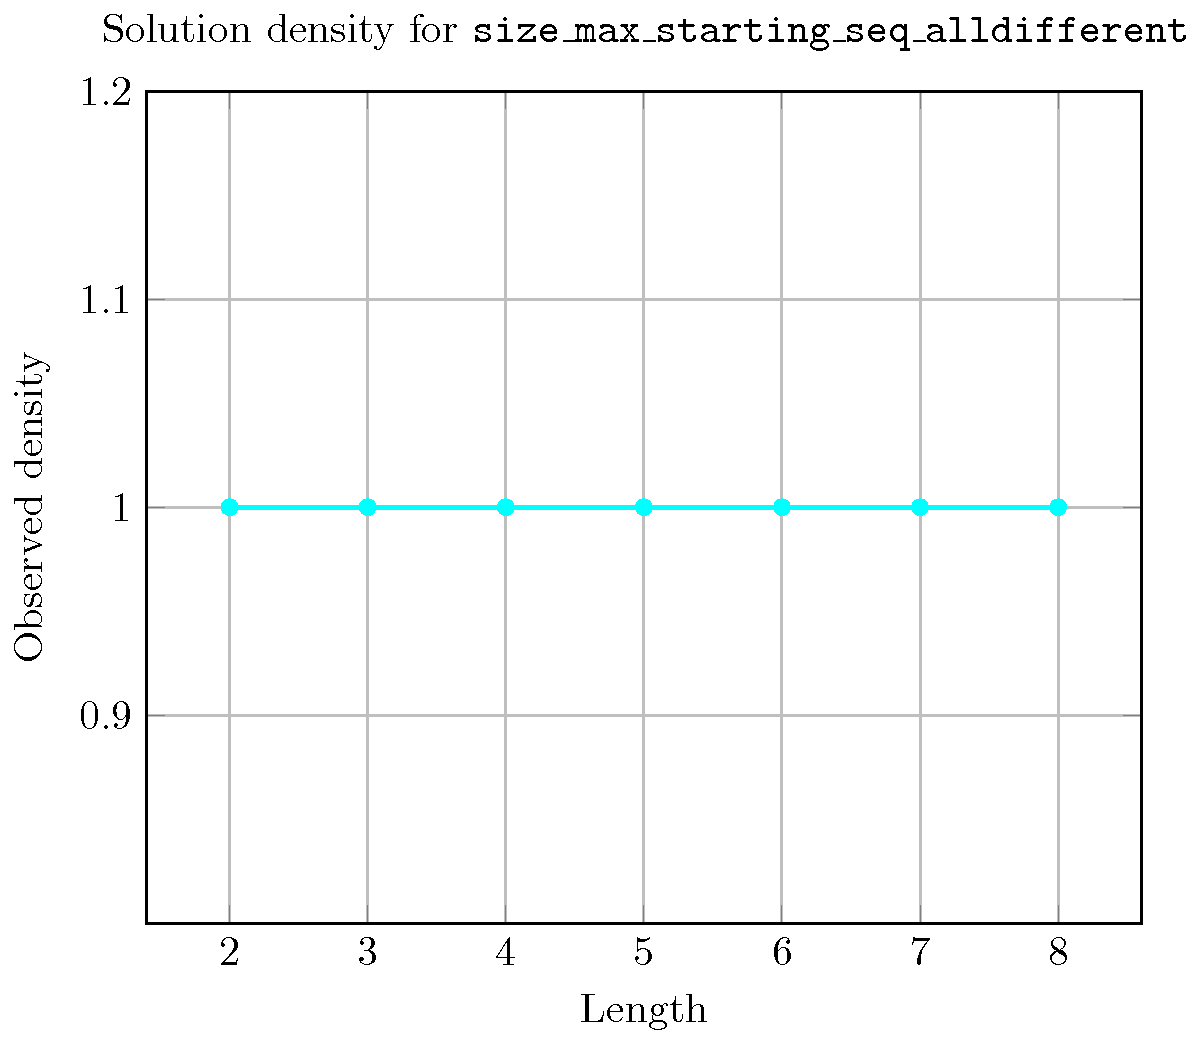 Solution density for size_max_starting_seq_alldifferent
1.2
1.1
1
0.9
Observed density
2 3 4 5 6 7 8
Length